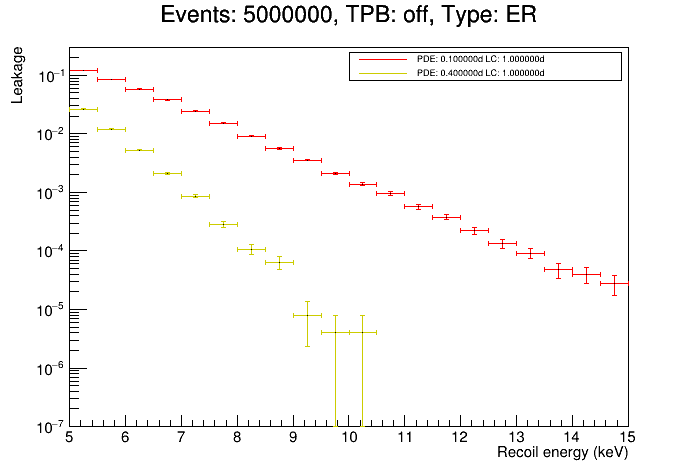 Events: 5000000, TPB: off, Type: ER
Leakage
PDE: 0.100000d LC: 1.000000d
PDE: 0.400000d LC: 1.000000d
10⁻¹
10⁻²
10⁻³
10⁻⁴
10⁻⁵
10⁻⁶
10⁻⁷
5 6 7 8 9 10 11 12 13 14 15
Recoil energy (keV)